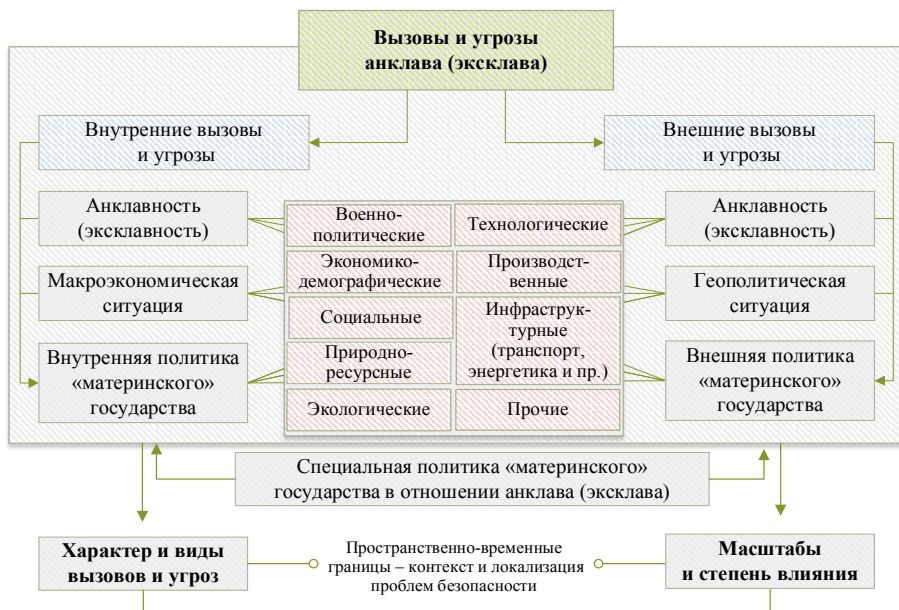 Вызовы и угрозы
анклава (эксклава)
Внутренние вызовы
и угрозы
Внешние вызовы
и угрозы
Анклавность
(эксклавность)
Макроэкономическая
ситуация
Внутренняя политика
«материнского»
государства
Военно-
политические
Экономико-
демографические
Социальные
Природно-
ресурсные
Экологические
Технологические
Производст-
венные
Инфраструк-
турные
(транспорт,
энергетика и пр.)
Прочие
Анклавность
(эксклавность)
Геополитическая
ситуация
Внешняя политика
«материнского»
государства
Специальная политика «материнского»
государства в отношении анклава (эксклава)
Характер и виды
вызовов и угроз
Пространственно-временные
границы – контекст и локализация
проблем безопасности
Масштабы
и степень влияния